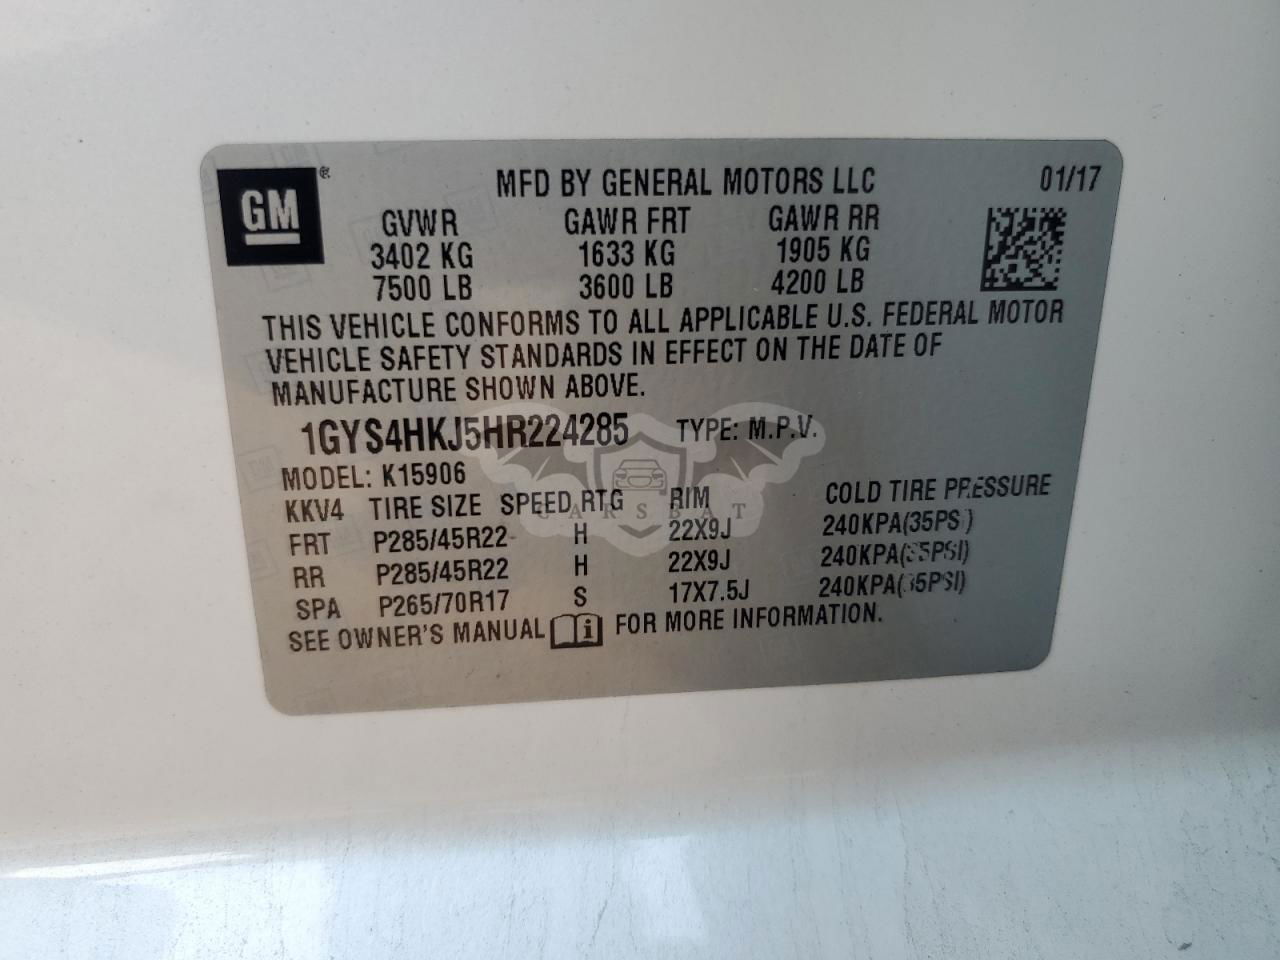 GM ®
MFD BY GENERAL MOTORS LLC 01/17
GVWR GAWR FRT GAWR RR
3402 KG 1633 KG 1905 KG
7500 LB 3600 LB 4200 LB
THIS VEHICLE CONFORMS TO ALL APPLICABLE U.S. FEDERAL MOTOR
VEHICLE SAFETY STANDARDS IN EFFECT ON THE DATE OF
MANUFACTURE SHOWN ABOVE.
1GYS4HKJ5HR224285 TYPE: M.P.V.
MODEL: K15906
KKV4 TIRE SIZE SPEED RTG RIM COLD TIRE PRESSURE
CARSBAT
FRT P285/45R22 H 22X9J 240KPA(35PSI)
RR P285/45R22 H 22X9J 240KPA(35PSI)
SPA P265/70R17 S 17X7.5J 240KPA(35PSI)
SEE OWNER'S MANUAL i FOR MORE INFORMATION.